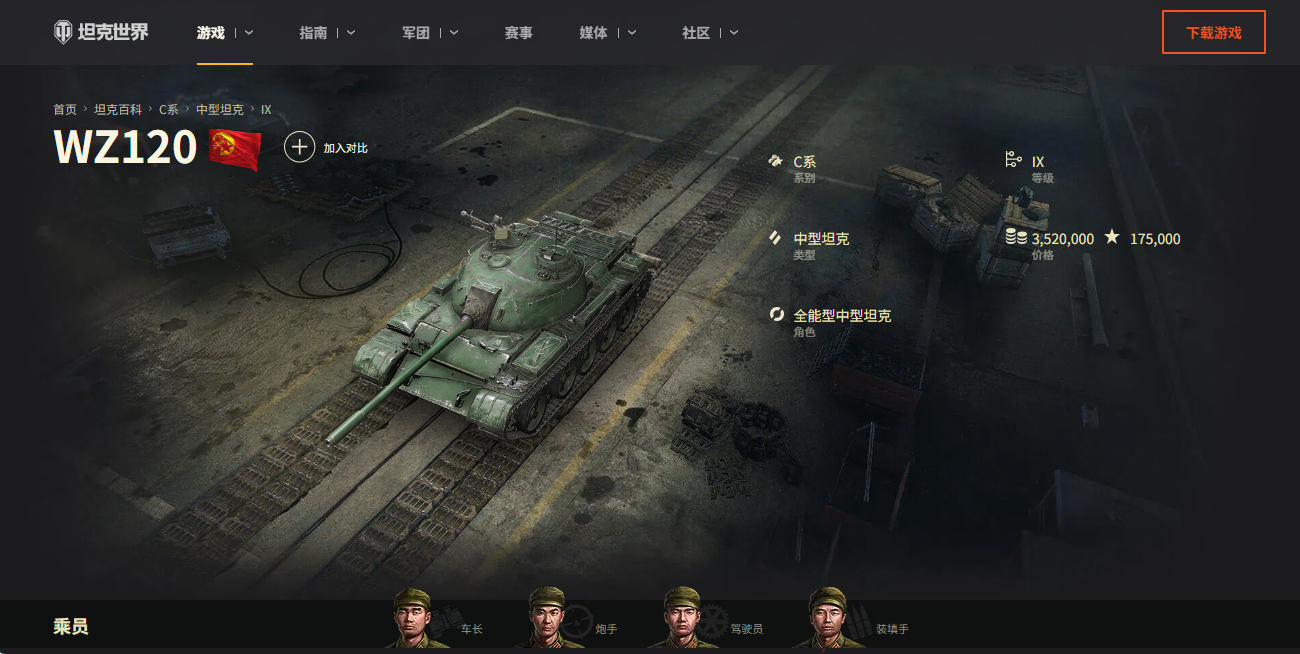 坦克世界 游戏 指南 军团 赛事 媒体 社区 下载游戏
首页 › 坦克百科 › C系 › 中型坦克 › IX
WZ120 加入对比
C系 IX
系别 等级
中型坦克 3,520,000 175,000
类型 价格
全能型中型坦克
角色
乘员 车长 炮手 驾驶员 装填手